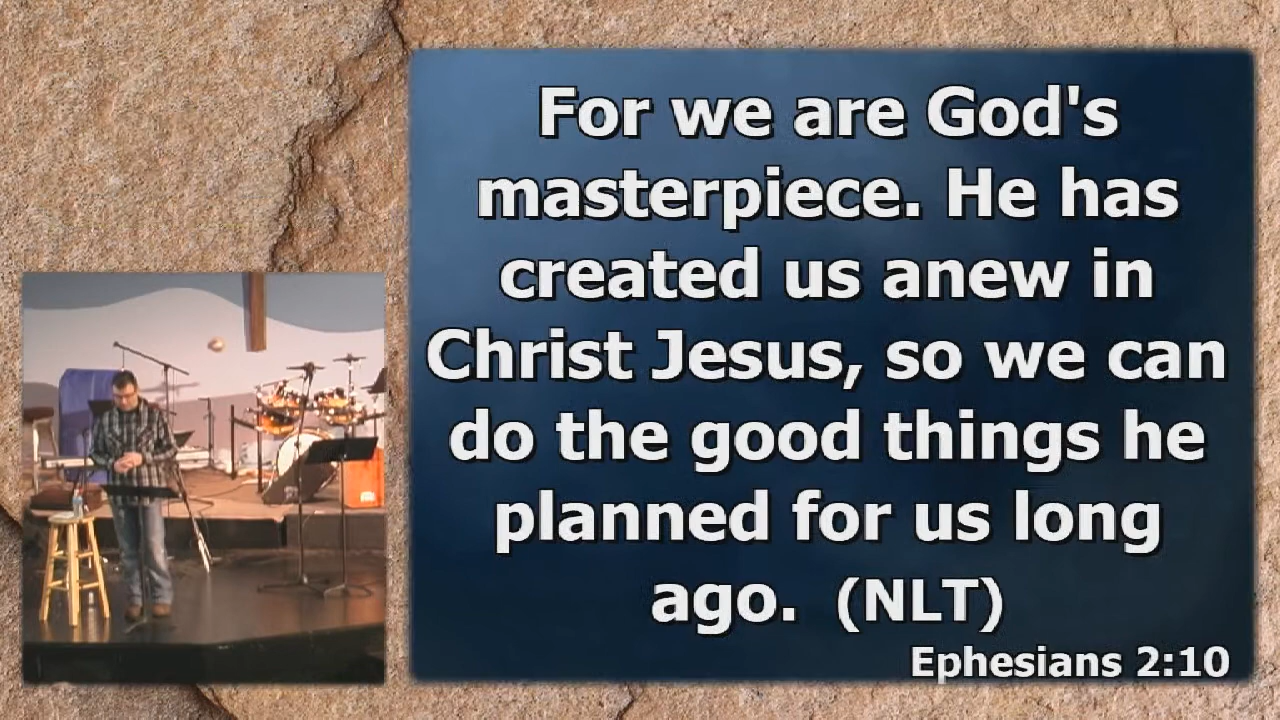 For we are God's
masterpiece. He has
created us anew in
Christ Jesus, so we can
do the good things he
planned for us long
ago. (NLT)
Ephesians 2:10